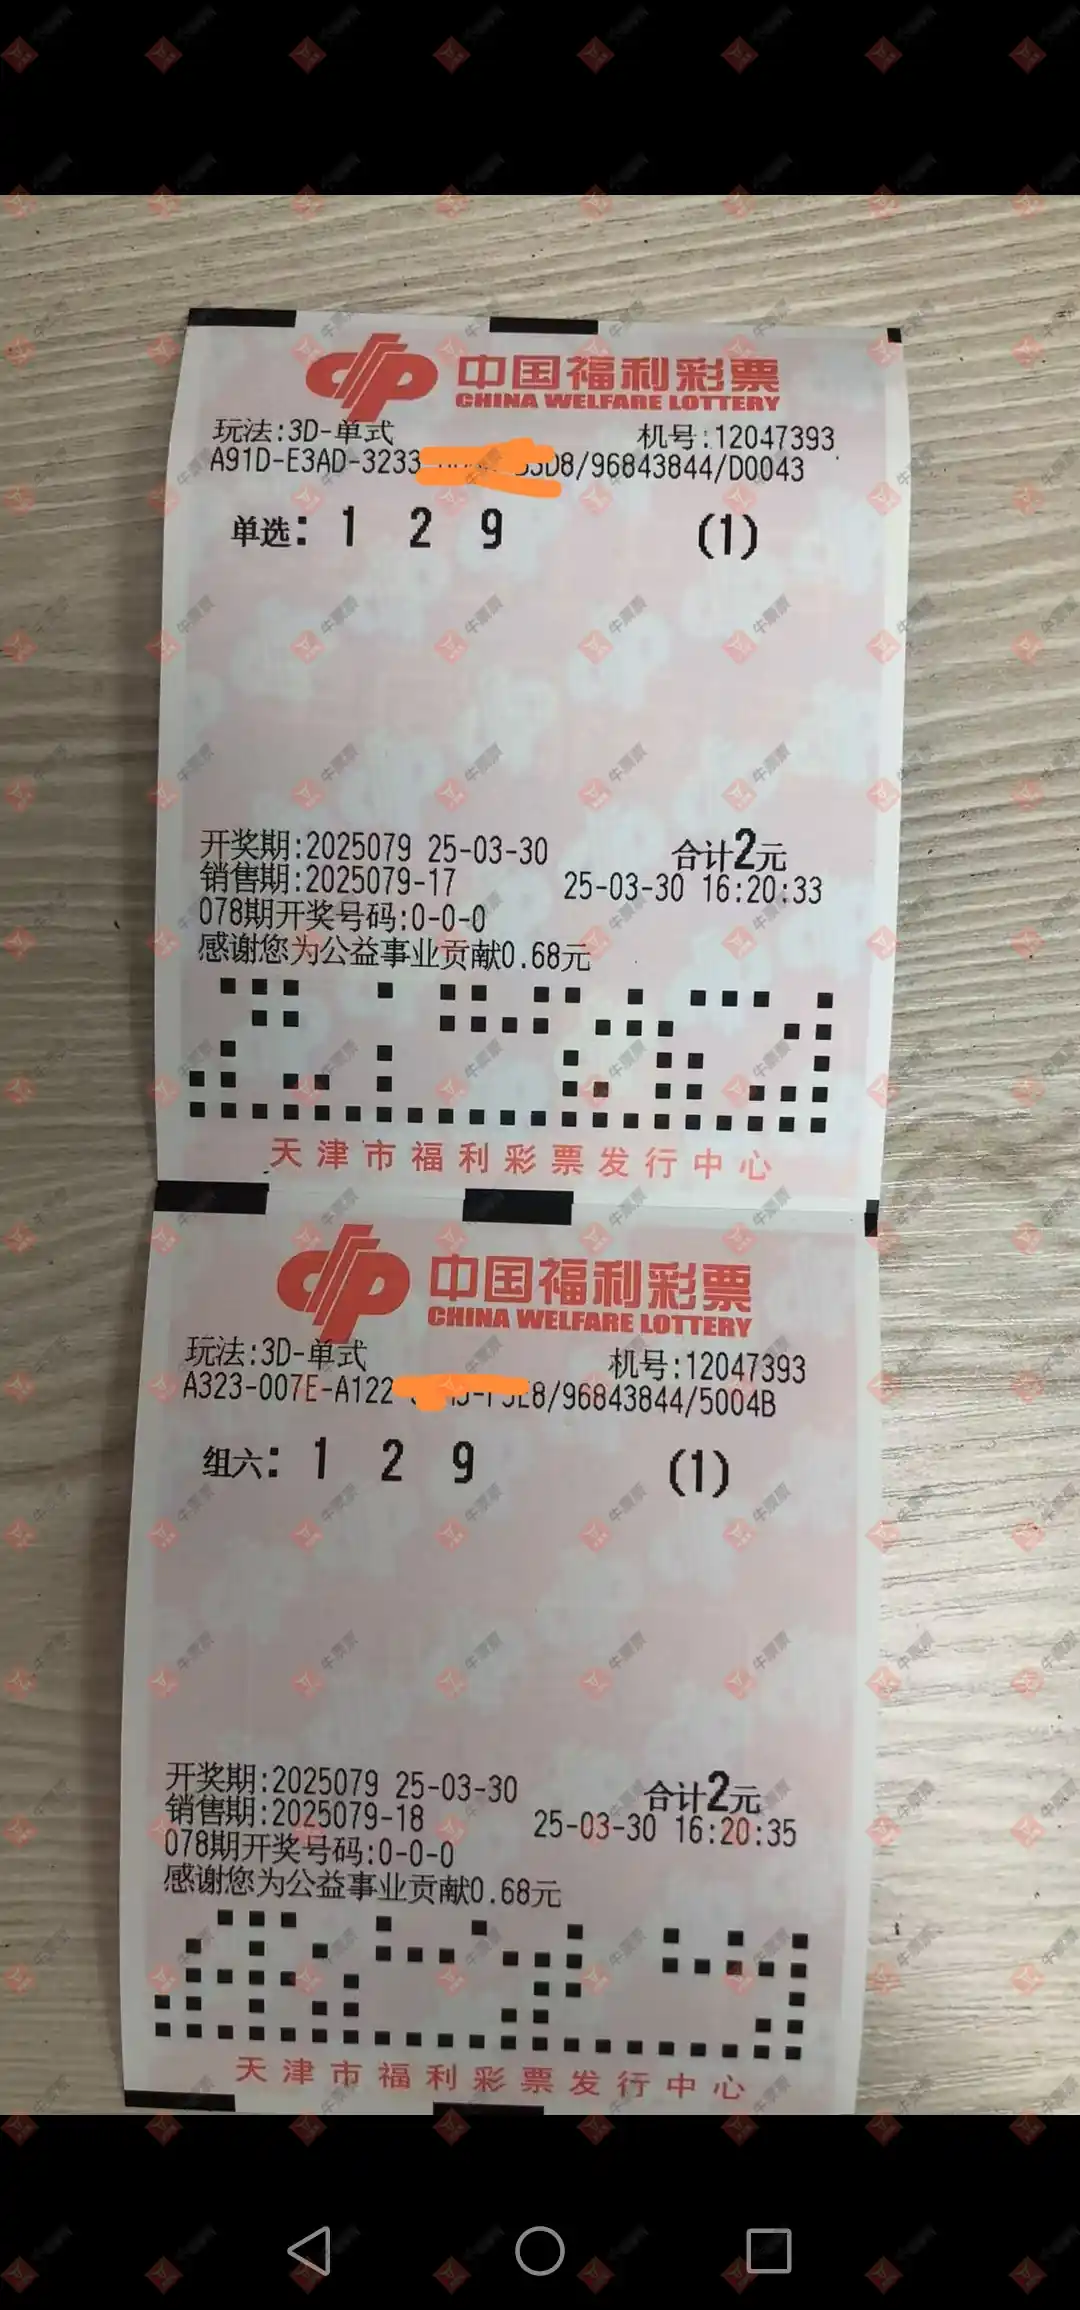 中国福利彩票
CHINA WELFARE LOTTERY
玩法:3D-单式 机号:12047393
A91D-E3AD-3233 D8/96843844/D0043
单选: 1 2 9 (1)
开奖期:2025079 25-03-30 合计2元
销售期:2025079-17 25-03-30 16:20:33
078期开奖号码:0-0-0
感谢您为公益事业贡献0.68元
天津市福利彩票发行中心
中国福利彩票
CHINA WELFARE LOTTERY
玩法:3D-单式 机号:12047393
A323-007E-A122 E8/96843844/5004B
组六: 1 2 9 (1)
开奖期:2025079 25-03-30 合计2元
销售期:2025079-18 25-03-30 16:20:35
078期开奖号码:0-0-0
感谢您为公益事业贡献0.68元
天津市福利彩票发行中心
牛票票